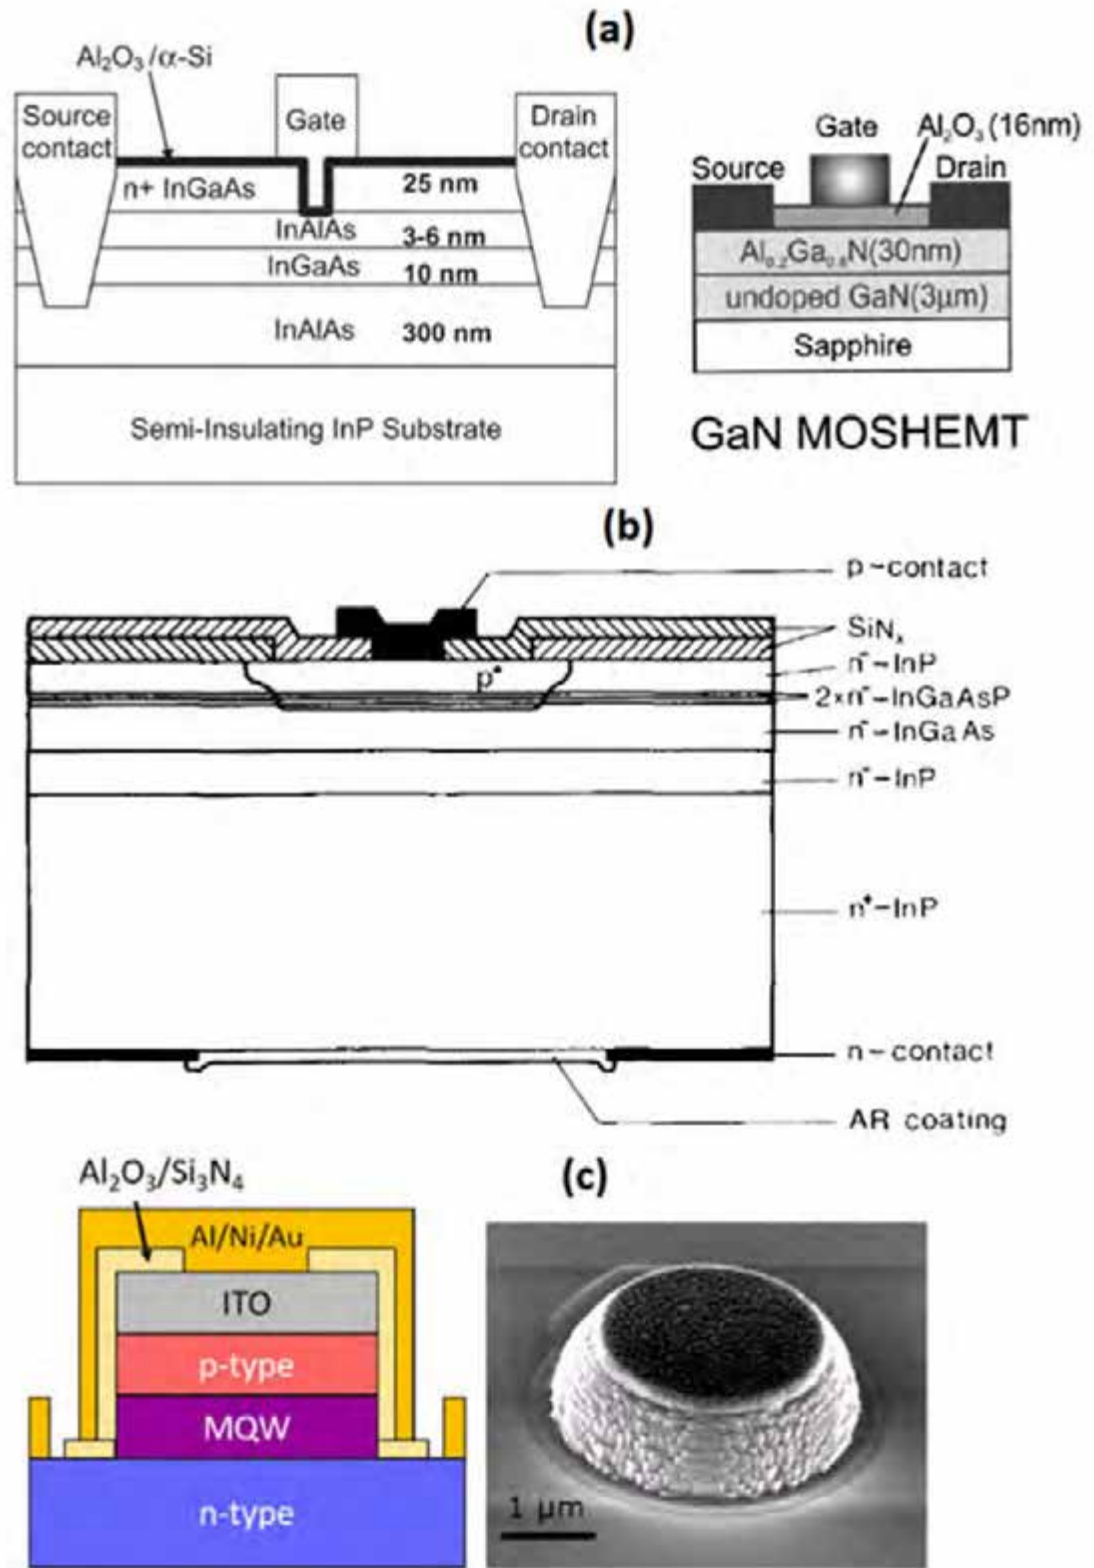 (a)
Al₂O₃/α-Si
Source
contact
Gate
Drain
contact
n+ InGaAs
25 nm
InAlAs
3-6 nm
InGaAs
10 nm
InAlAs
300 nm
Semi-Insulating InP Substrate
Gate
Al₂O₃ (16nm)
Source
Drain
Al₀.₂Ga₀.₈N(30nm)
undoped GaN(3μm)
Sapphire
GaN MOSHEMT
(b)
p-contact
SiNₓ
n⁻-InP
p⁺
2×n⁻-InGaAsP
n⁻-InGaAs
n⁻-InP
n⁺-InP
n-contact
AR coating
(c)
Al₂O₃/Si₃N₄
Al/Ni/Au
ITO
p-type
MQW
n-type
1 μm